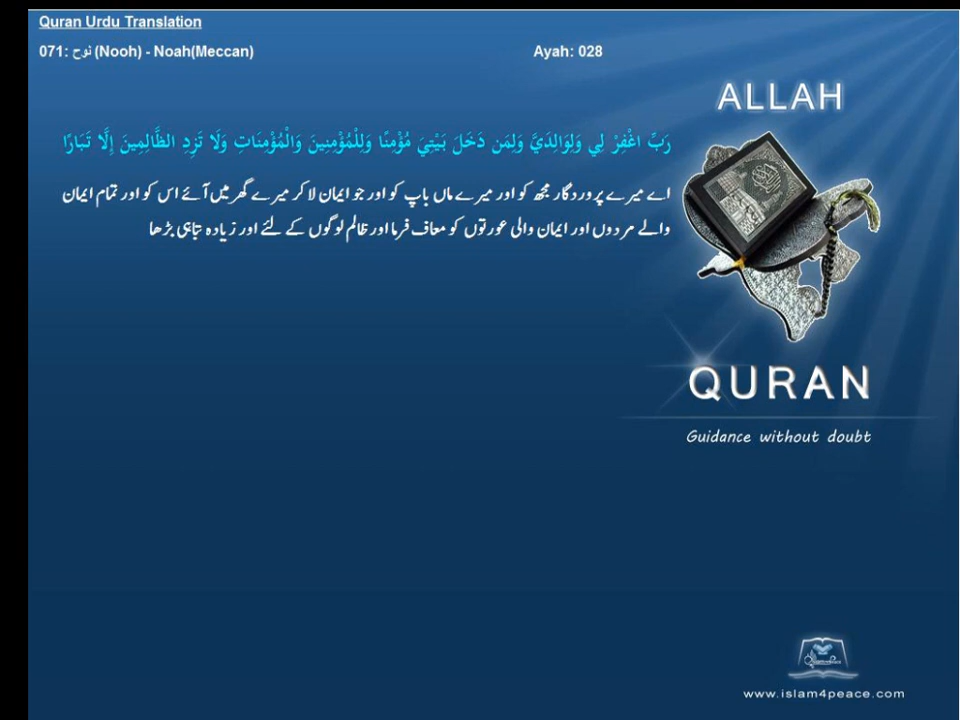 Quran Urdu Translation
071: نوح (Nooh) - Noah(Meccan) Ayah: 028
ALLAH
رَبِّ اغْفِرْ لِي وَلِوَالِدَيَّ وَلِمَن دَخَلَ بَيْتِيَ مُؤْمِنًا وَلِلْمُؤْمِنِينَ وَالْمُؤْمِنَاتِ وَلَا تَزِدِ الظَّالِمِينَ إِلَّا تَبَارًا
اے میرے پروردگار مجھ کو اور میرے ماں باپ کو اور جو ایمان لا کر میرے گھر میں آئے اس کو اور تمام ایمان
والے مردوں اور ایمان والی عورتوں کو معاف فرما اور ظالم لوگوں کے لئے اور زیادہ تباہی بڑھا
QURAN
Guidance without doubt
www.islam4peace.com